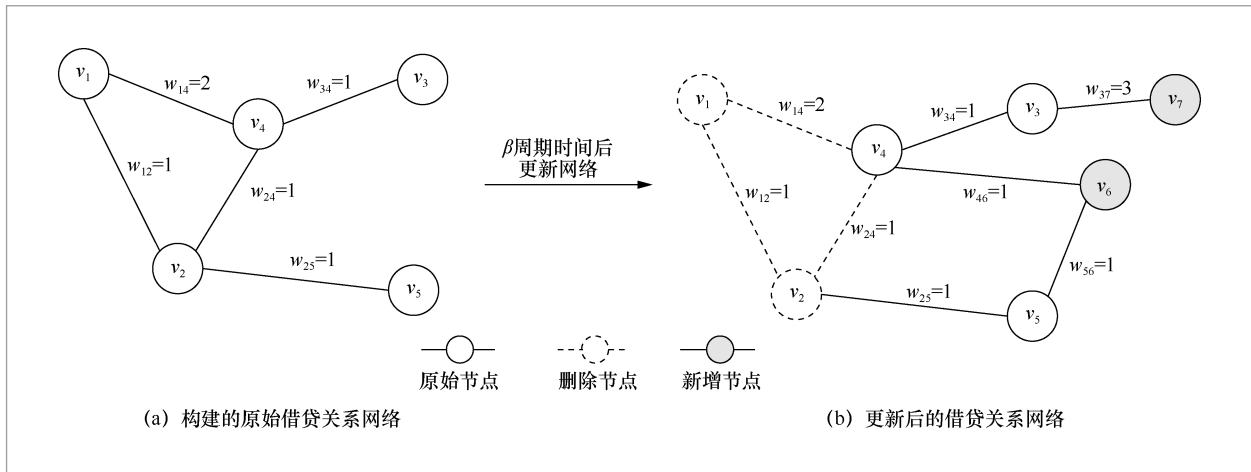 v₁
w₁₄=2
w₃₄=1
v₃
v₄
w₁₂=1
w₂₄=1
v₂
w₂₅=1
v₅
β周期时间后
更新网络
v₁
w₁₄=2
w₃₄=1
v₃
w₃₇=3
v₇
v₄
w₁₂=1
w₄₆=1
v₆
w₂₄=1
w₅₆=1
v₂
w₂₅=1
v₅
原始节点
删除节点
新增节点
(a) 构建的原始借贷关系网络
(b) 更新后的借贷关系网络